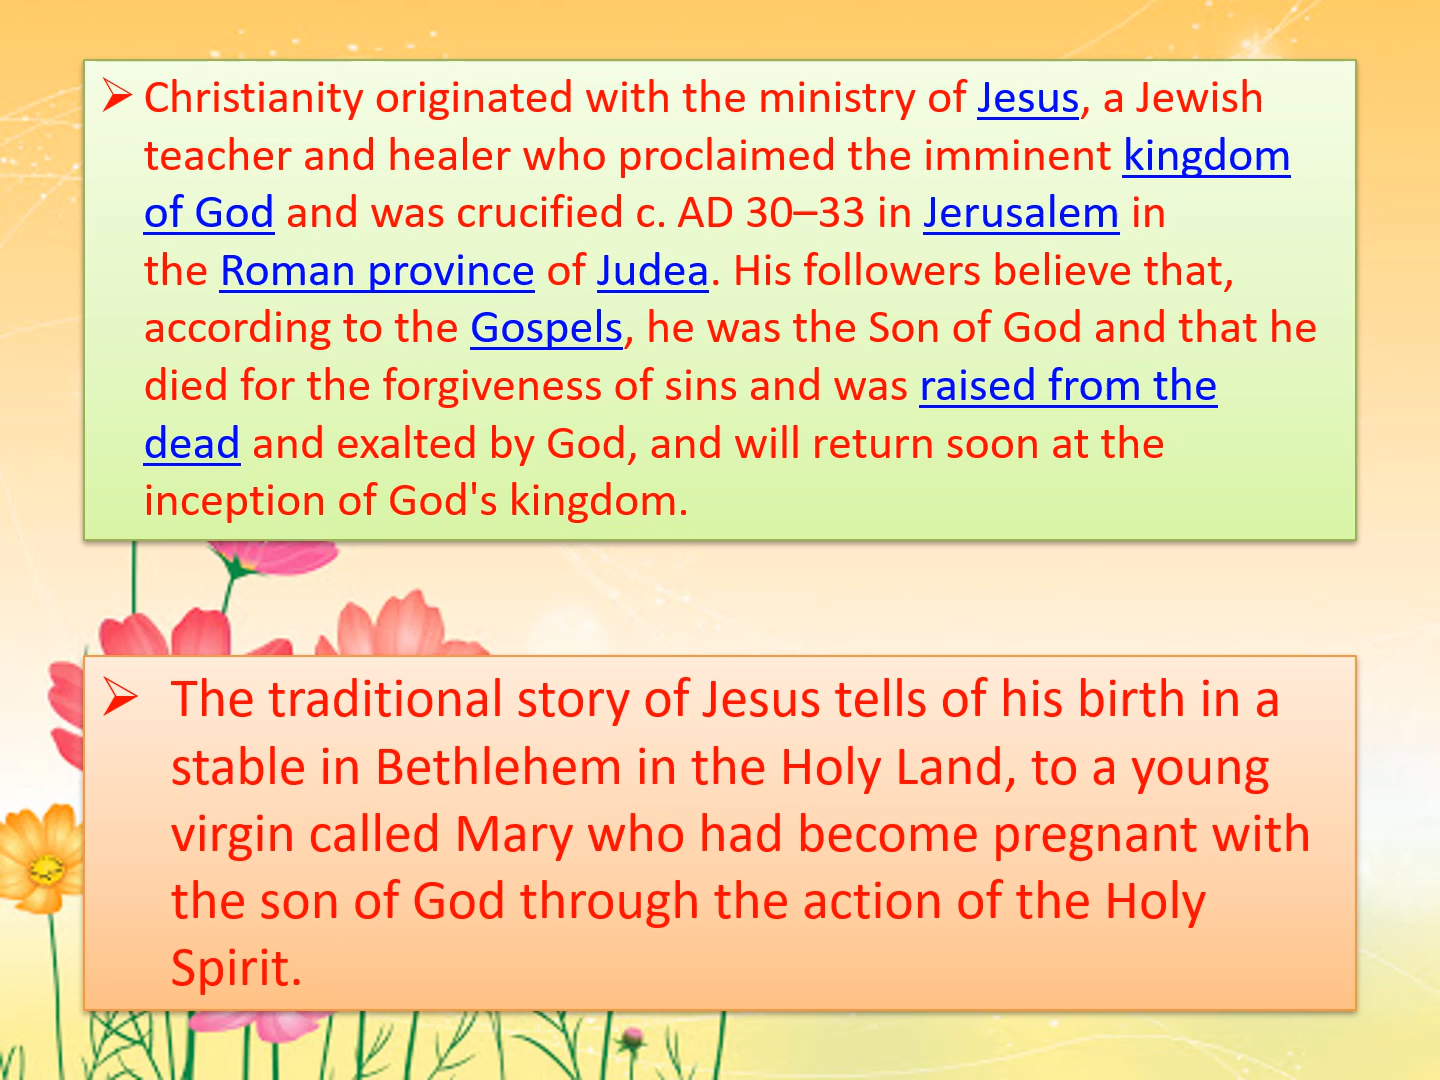 ➢ Christianity originated with the ministry of Jesus, a Jewish
teacher and healer who proclaimed the imminent kingdom
of God and was crucified c. AD 30–33 in Jerusalem in
the Roman province of Judea. His followers believe that,
according to the Gospels, he was the Son of God and that he
died for the forgiveness of sins and was raised from the
dead and exalted by God, and will return soon at the
inception of God's kingdom.
➢ The traditional story of Jesus tells of his birth in a
stable in Bethlehem in the Holy Land, to a young
virgin called Mary who had become pregnant with
the son of God through the action of the Holy
Spirit.